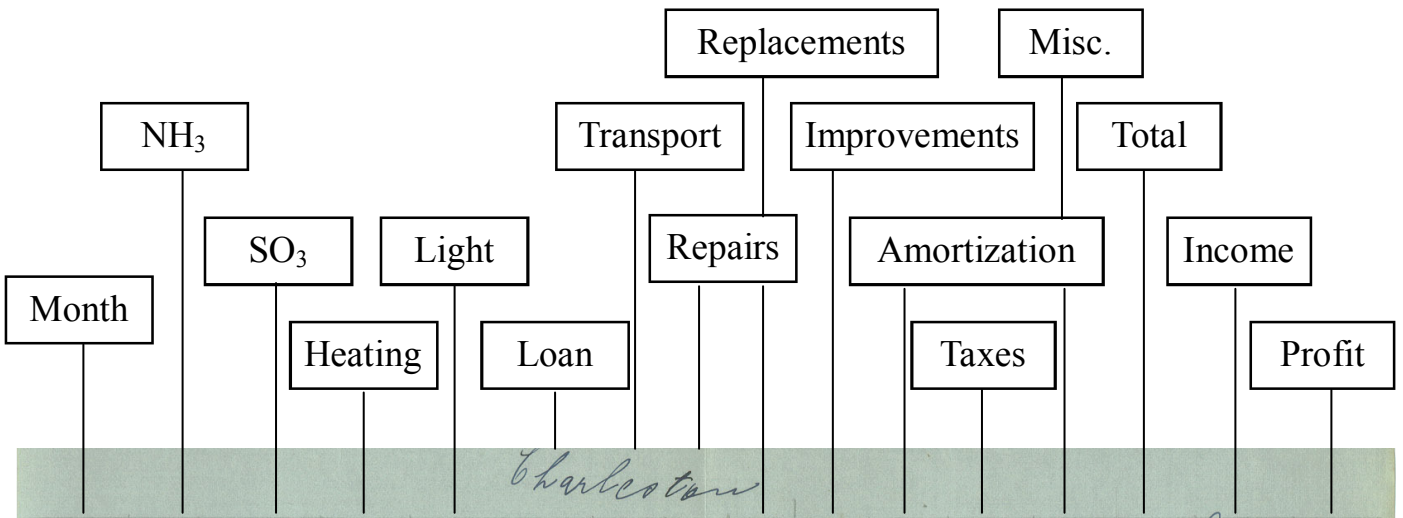 Replacements Misc.
NH₃ Transport Improvements Total
SO₃ Light Repairs Amortization Income
Month
Heating Loan Taxes Profit
Charleston